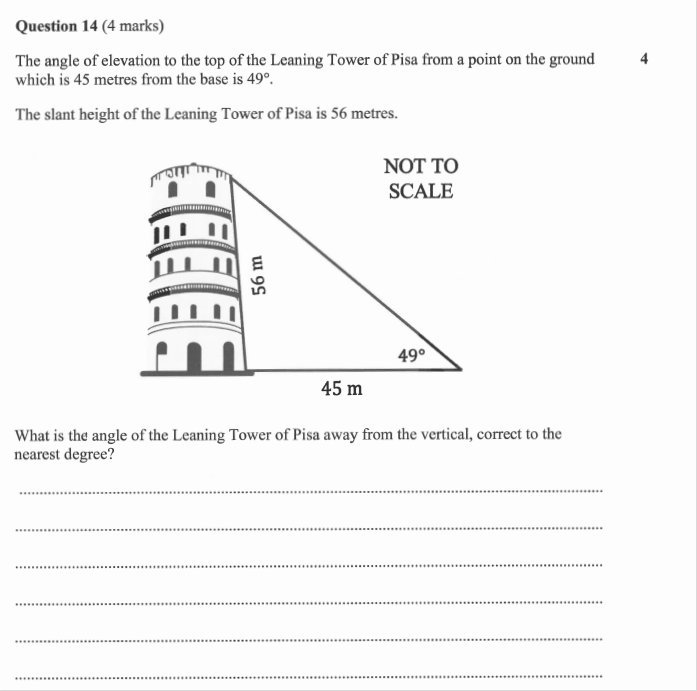 Question 14 (4 marks)
The angle of elevation to the top of the Leaning Tower of Pisa from a point on the ground 4
which is 45 metres from the base is 49°.
The slant height of the Leaning Tower of Pisa is 56 metres.
NOT TO
SCALE
56 m
49°
45 m
What is the angle of the Leaning Tower of Pisa away from the vertical, correct to the
nearest degree?